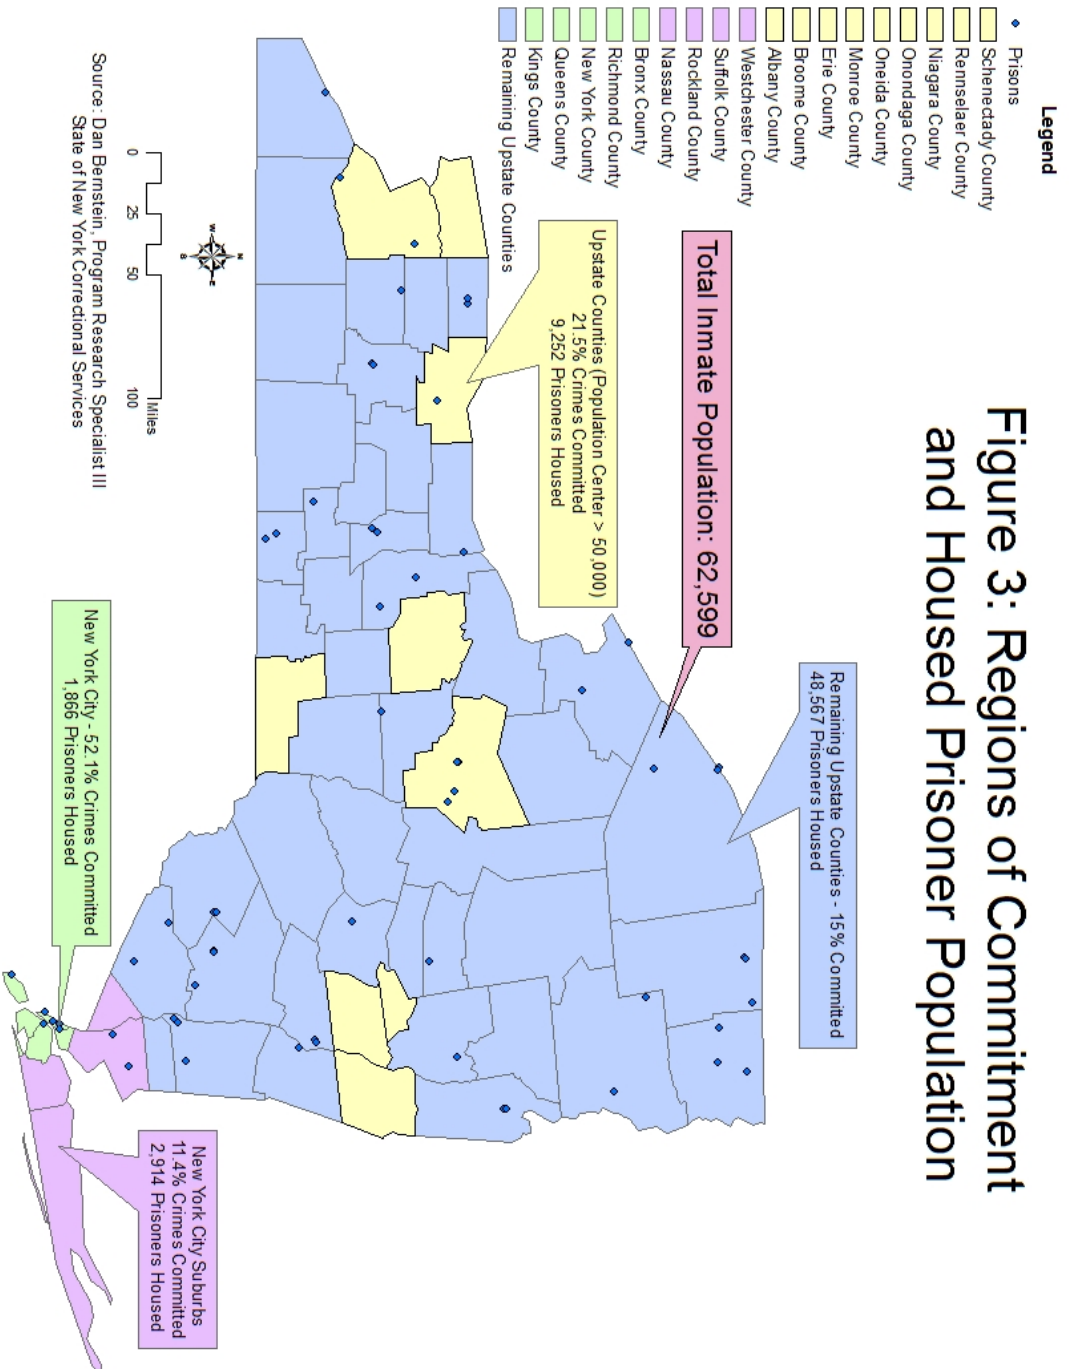 Figure 3: Regions of Commitment
and Housed Prisoner Population
Legend
Prisons
Schenectady County
Rennselaer County
Niagara County
Onondaga County
Oneida County
Monroe County
Erie County
Broome County
Albany County
Westchester County
Suffolk County
Rockland County
Nassau County
Bronx County
Richmond County
New York County
Queens County
Kings County
Remaining Upstate Counties
Total Inmate Population: 62,599
Remaining Upstate Counties - 15% Committed
48,567 Prisoners Housed
Upstate Counties (Population Center > 50,000)
21.5% Crimes Committed
9,252 Prisoners Housed
New York City Suburbs
11.4% Crimes Committed
2,914 Prisoners Housed
New York City - 52.1% Crimes Committed
1,866 Prisoners Housed
N
W E
S
Miles
0 25 50 100
Source: Dan Bernstein, Program Research Specialist III
State of New York Correctional Services